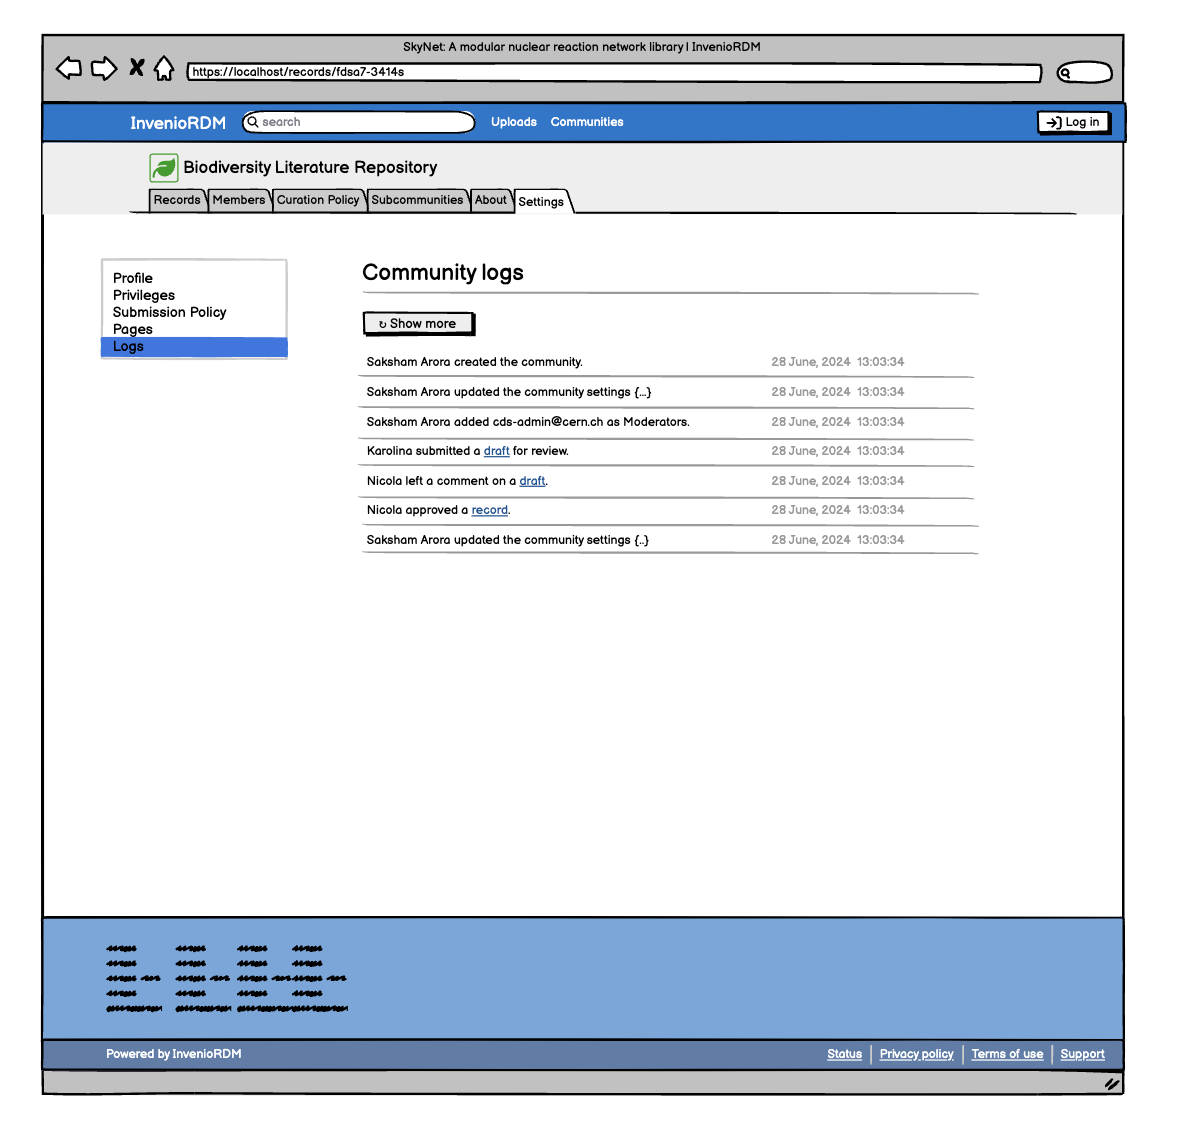 SkyNet: A modular nuclear reaction network library | InvenioRDM
https://localhost/records/fdsa7-3414s
InvenioRDM search Uploads Communities Log in
Biodiversity Literature Repository
Records Members Curation Policy Subcommunities About Settings
Profile
Privileges
Submission Policy
Pages
Logs
Community logs
↻ Show more
Saksham Arora created the community. 28 June, 2024 13:03:34
Saksham Arora updated the community settings {...} 28 June, 2024 13:03:34
Saksham Arora added cds-admin@cern.ch as Moderators. 28 June, 2024 13:03:34
Karolina submitted a draft for review. 28 June, 2024 13:03:34
Nicola left a comment on a draft. 28 June, 2024 13:03:34
Nicola approved a record. 28 June, 2024 13:03:34
Saksham Arora updated the community settings {..} 28 June, 2024 13:03:34
Powered by InvenioRDM Status Privacy policy Terms of use Support